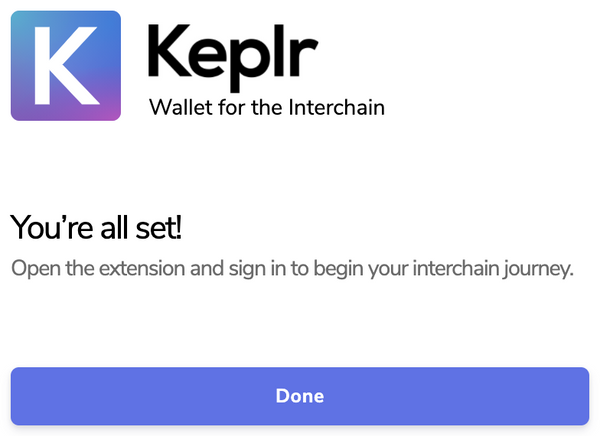 K
Keplr
Wallet for the Interchain
You're all set!
Open the extension and sign in to begin your interchain journey.
Done